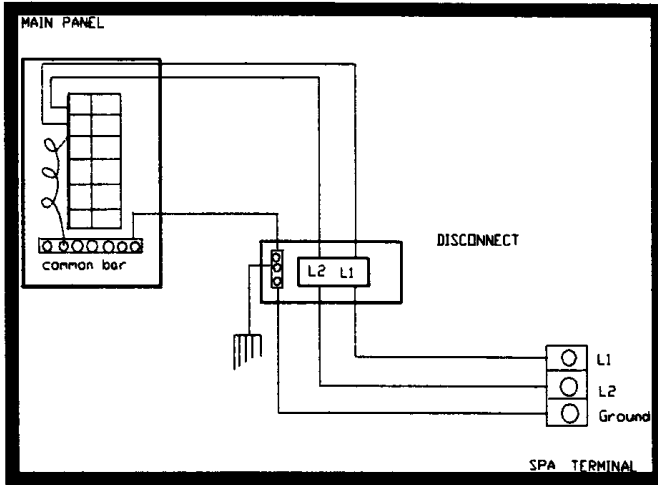 MAIN PANEL
common bar
DISCONNECT
L2 L1
L1
L2
Ground
SPA TERMINAL